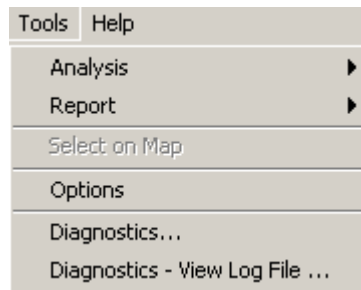 Tools Help
Analysis
Report
Select on Map
Options
Diagnostics...
Diagnostics - View Log File ...